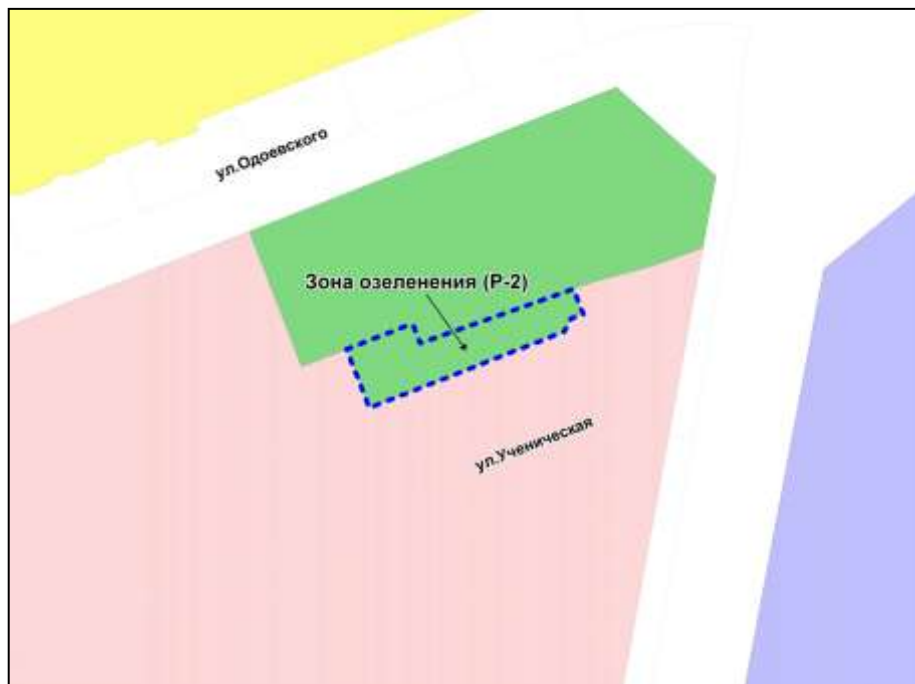 ул.Одоевского
Зона озеленения (Р-2)
ул.Ученическая